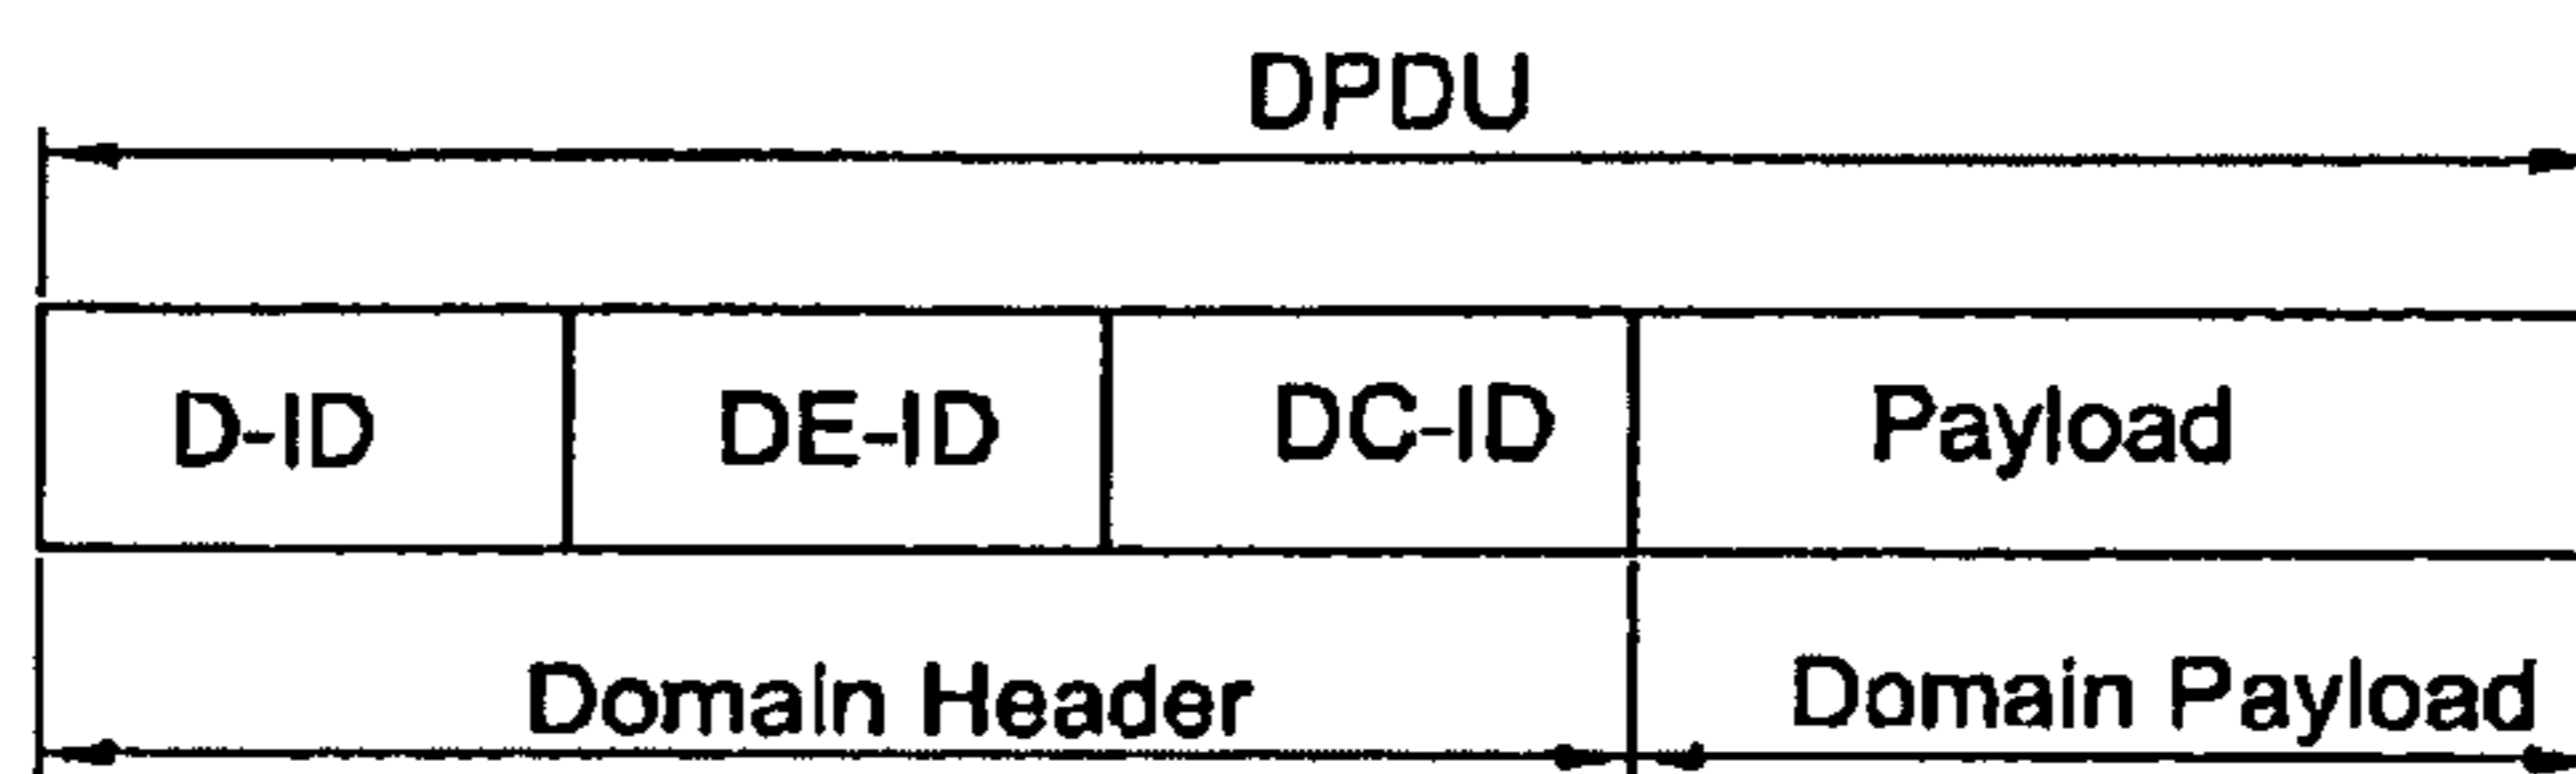 DPDU
D-ID DE-ID DC-ID Payload
Domain Header Domain Payload